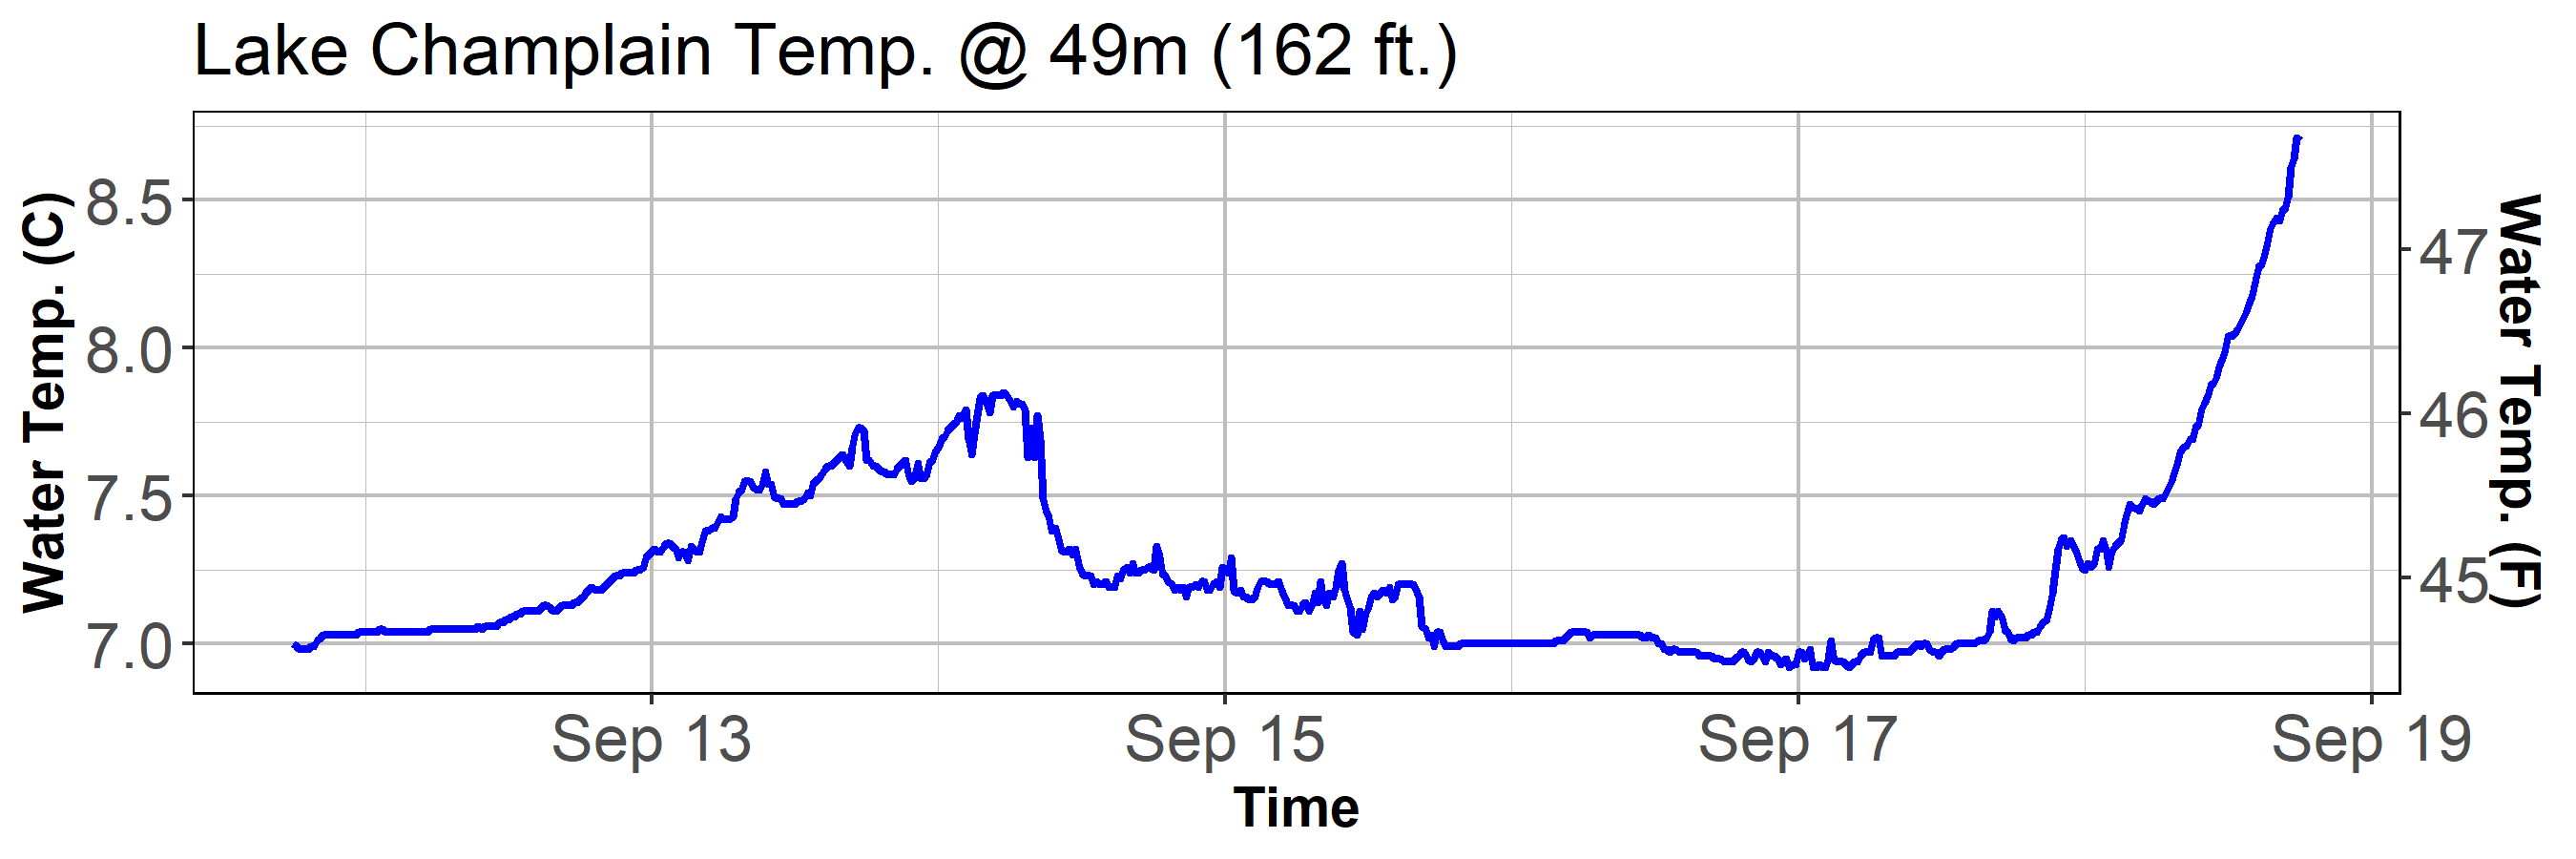 Lake Champlain Temp. @ 49m (162 ft.)
Water Temp. (C)
8.5
8.0
7.5
7.0
47
46
45
Water Temp. (F)
Sep 13 Sep 15 Sep 17 Sep 19
Time